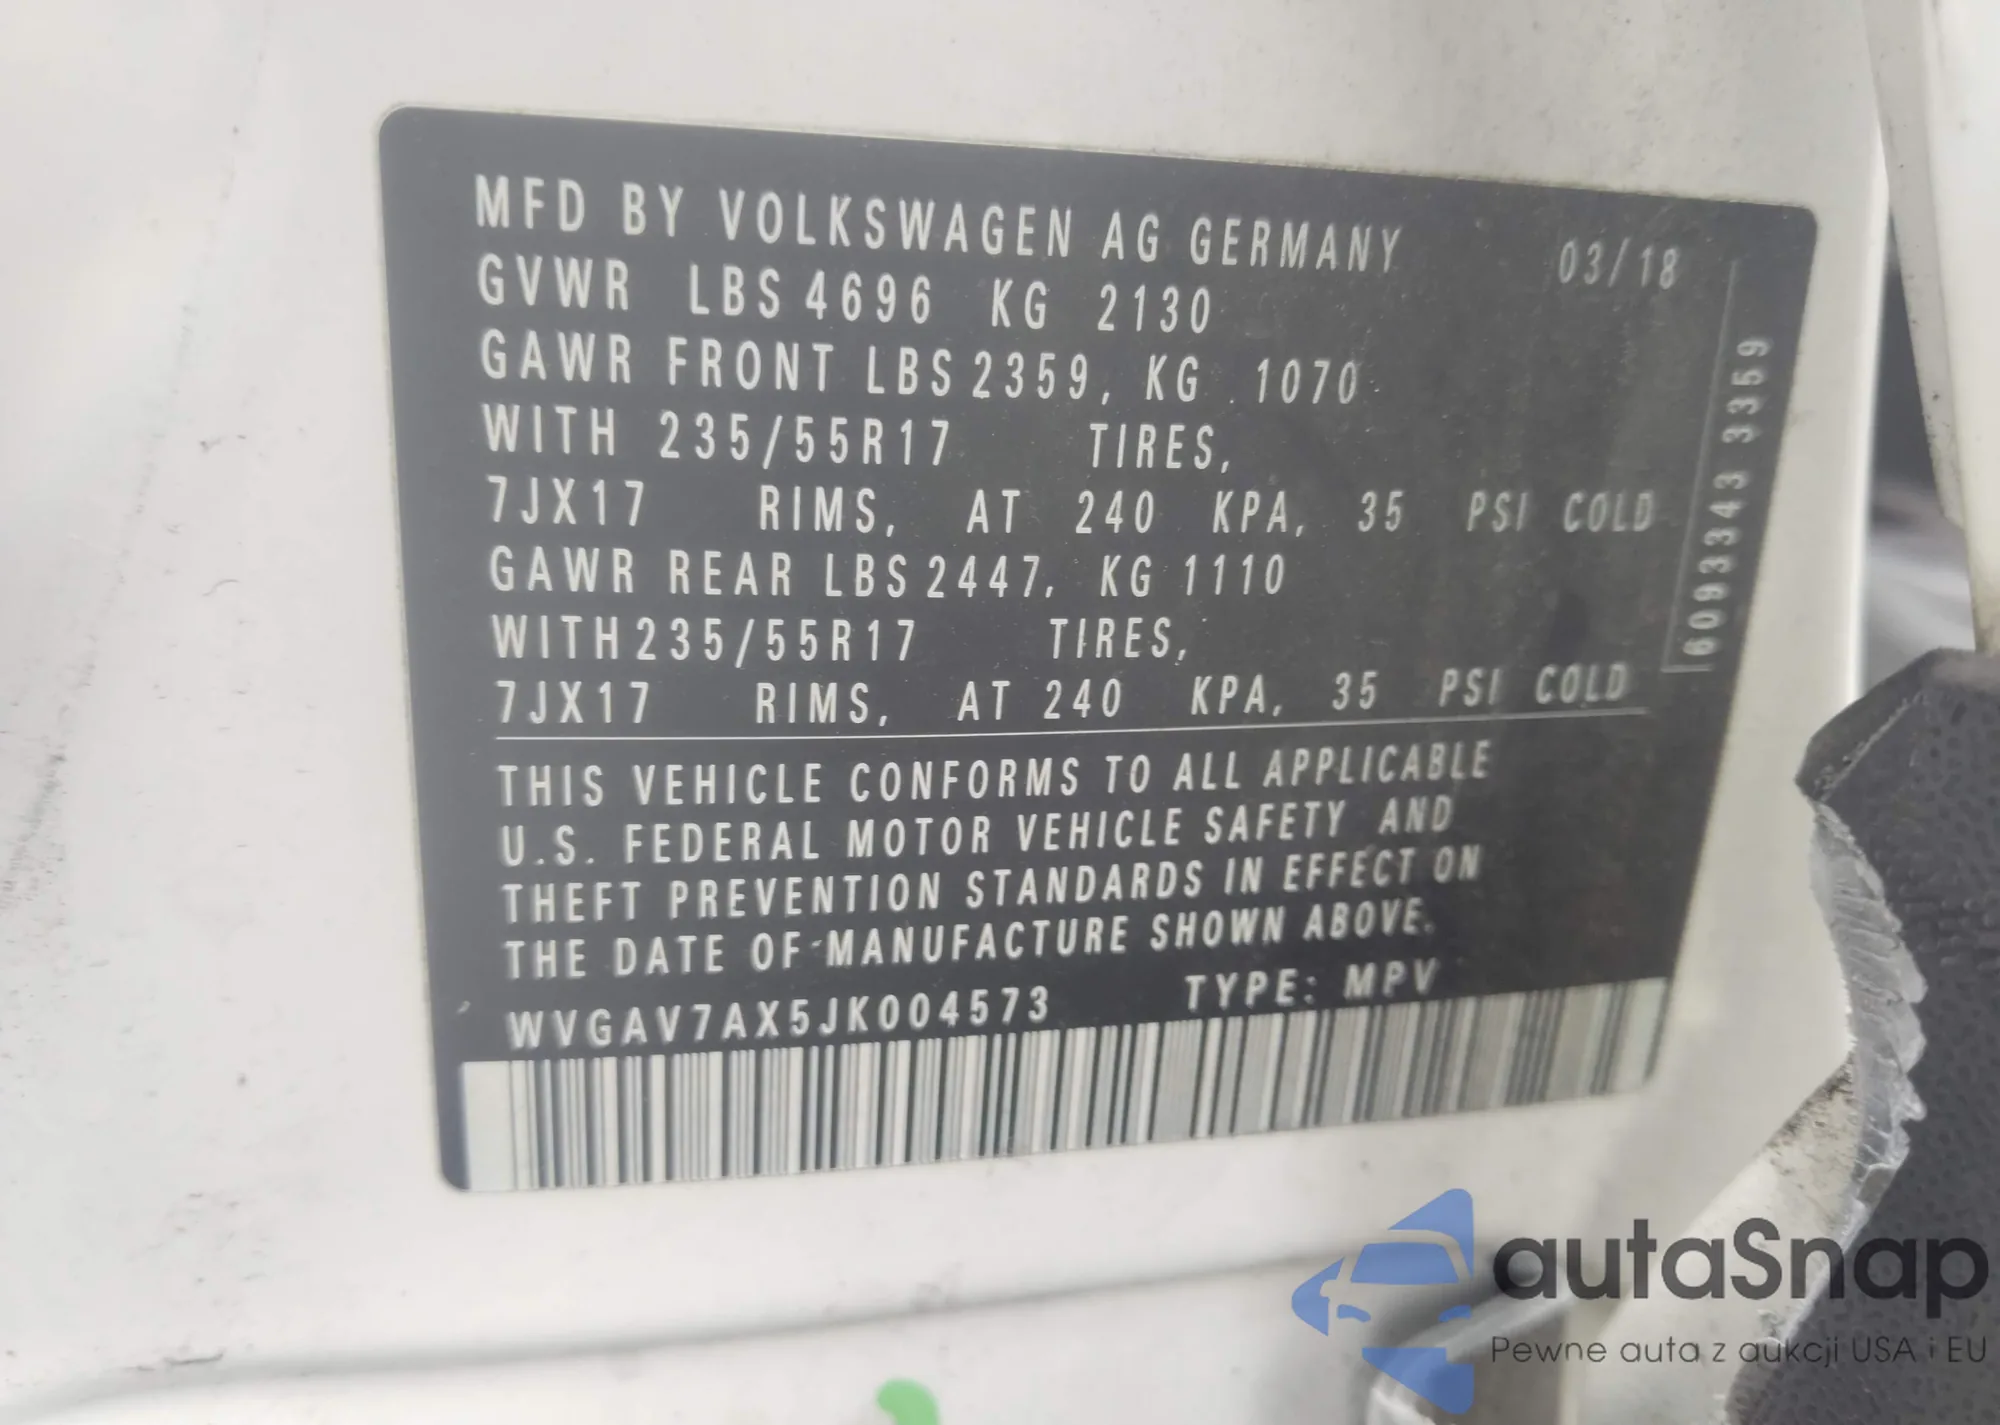 MFD BY VOLKSWAGEN AG GERMANY 03/18
GVWR LBS 4696 KG 2130
GAWR FRONT LBS 2359, KG 1070
WITH 235/55R17 TIRES,
7JX17 RIMS, AT 240 KPA, 35 PSI COLD
GAWR REAR LBS 2447, KG 1110
WITH 235/55R17 TIRES,
7JX17 RIMS, AT 240 KPA, 35 PSI COLD
6093343 3359
THIS VEHICLE CONFORMS TO ALL APPLICABLE
U.S. FEDERAL MOTOR VEHICLE SAFETY AND
THEFT PREVENTION STANDARDS IN EFFECT ON
THE DATE OF MANUFACTURE SHOWN ABOVE.
WVGAV7AX5JK004573 TYPE: MPV
autaSnap
Pewne auta z aukcji USA i EU